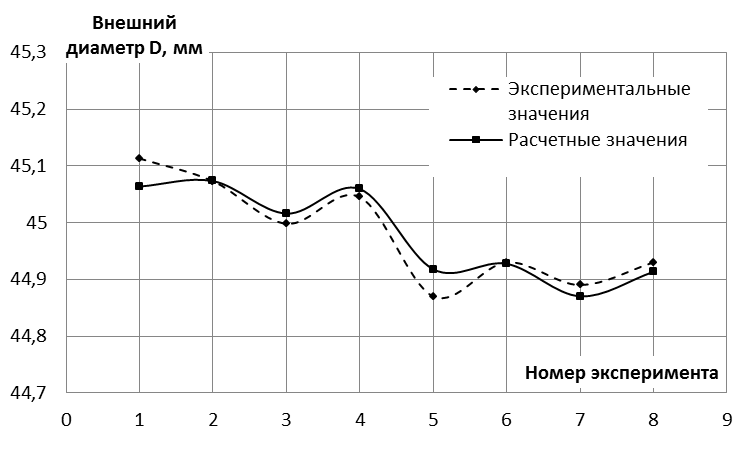 Внешний
диаметр D, мм
45,3
45,2
45,1
45
44,9
44,8
44,7
Экспериментальные
значения
Расчетные значения
Номер эксперимента
0 1 2 3 4 5 6 7 8 9